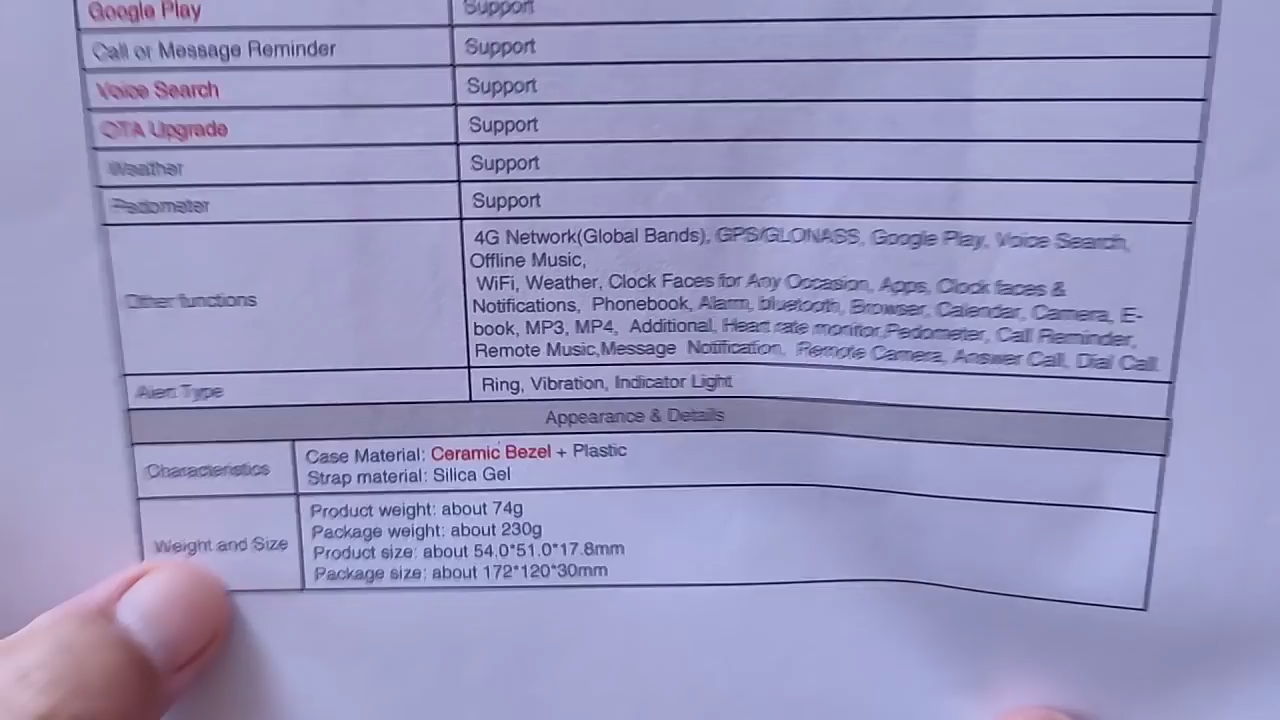 Google Play Support
Call or Message Reminder Support
Voice Search Support
OTA Upgrade Support
Weather Support
Pedometer Support
Other functions
4G Network(Global Bands), GPS/GLONASS, Google Play, Voice Search,
Offline Music,
WiFi, Weather, Clock Faces for Any Occasion, Apps, Clock faces &
Notifications, Phonebook, Alarm, bluetooth, Browser, Calendar, Camera, E-
book, MP3, MP4, Additional, Heart rate monitor,Pedometer, Call Reminder,
Remote Music,Message Notification, Remote Camera, Answer Call, Dial Call.
Alert Type Ring, Vibration, Indicator Light
Appearance & Details
Characteristics
Case Material: Ceramic Bezel + Plastic
Strap material: Silica Gel
Weight and Size
Product weight: about 74g
Package weight: about 230g
Product size: about 54.0*51.0*17.8mm
Package size: about 172*120*30mm